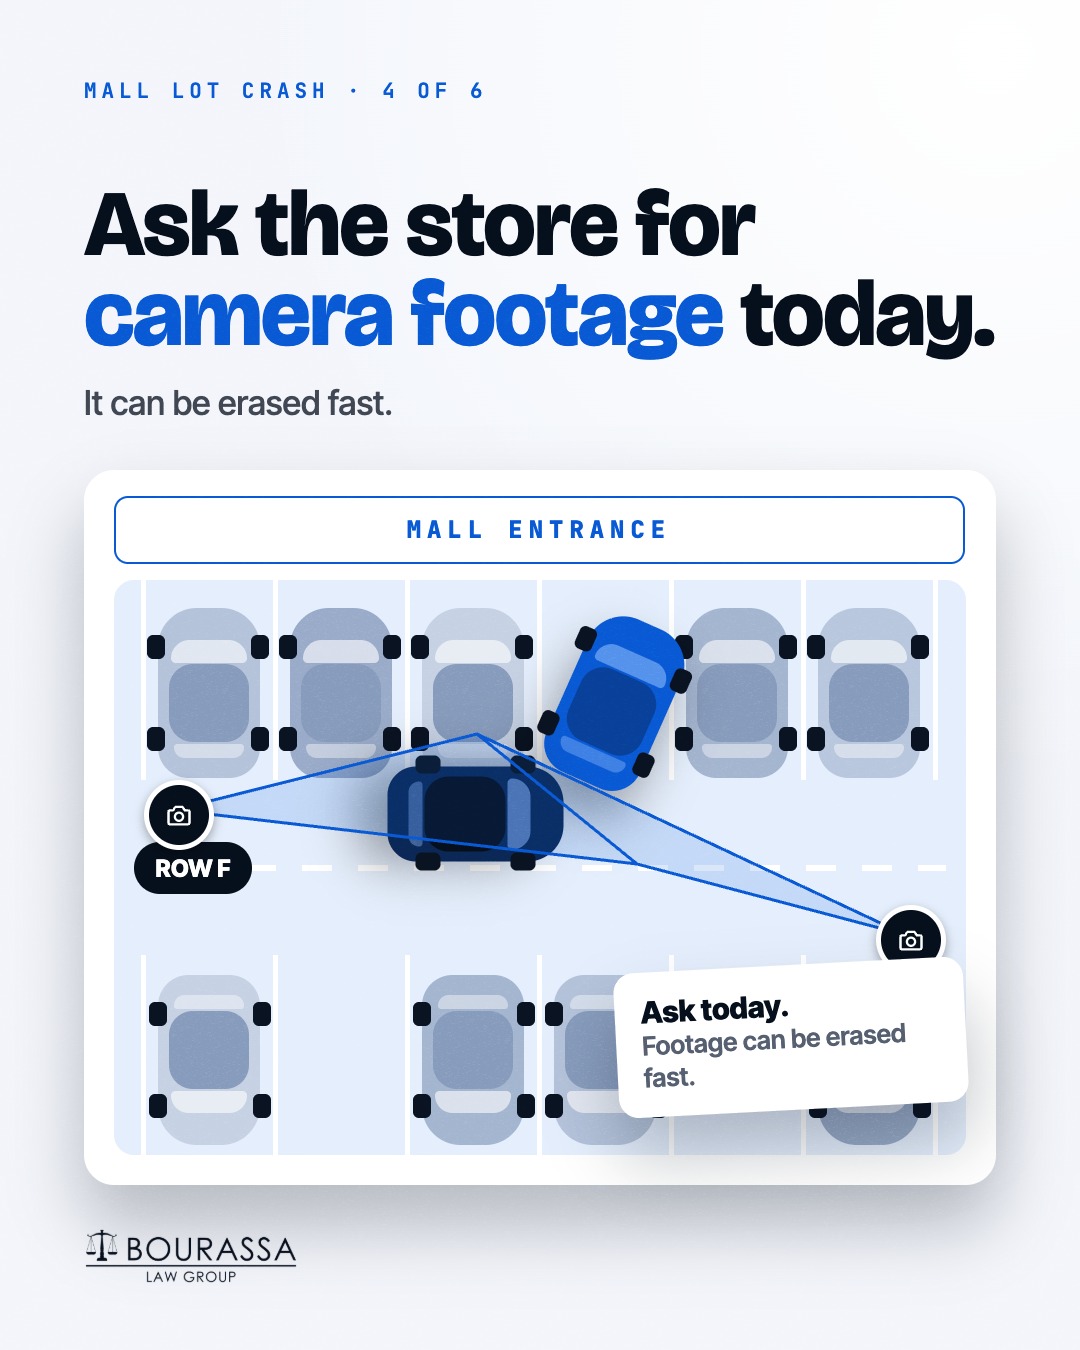 MALL LOT CRASH · 4 OF 6
Ask the store for
camera footage today.
It can be erased fast.
MALL ENTRANCE
ROW F
Ask today.
Footage can be erased
fast.
BOURASSA
LAW GROUP